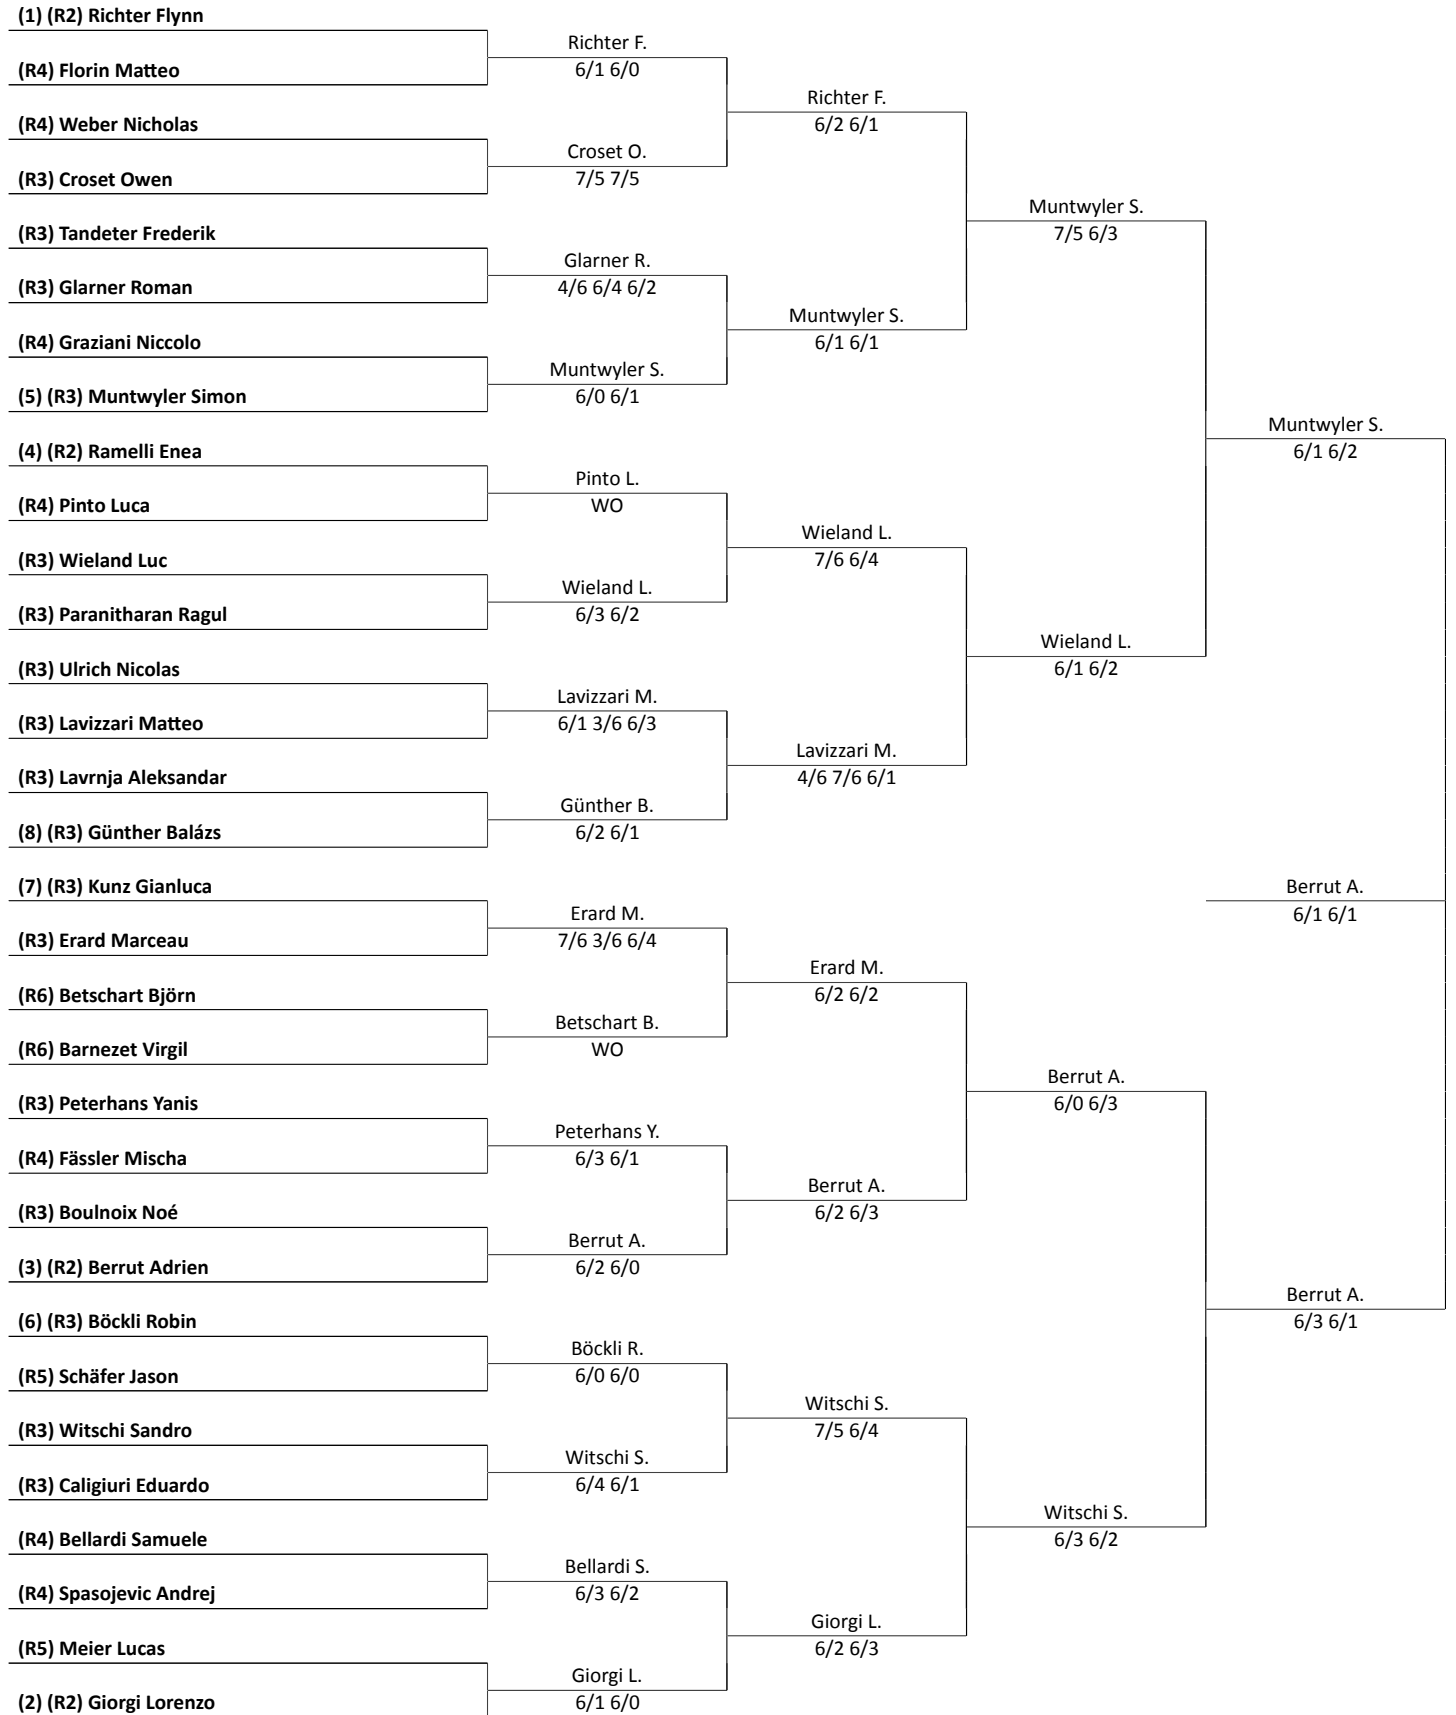 (1) (R2) Richter Flynn
Richter F.
(R4) Florin Matteo
6/1 6/0
Richter F.
(R4) Weber Nicholas
6/2 6/1
Croset O.
(R3) Croset Owen
7/5 7/5
Muntwyler S.
(R3) Tandeter Frederik
7/5 6/3
Glarner R.
(R3) Glarner Roman
4/6 6/4 6/2
Muntwyler S.
(R4) Graziani Niccolo
6/1 6/1
Muntwyler S.
(5) (R3) Muntwyler Simon
6/0 6/1
Muntwyler S.
(4) (R2) Ramelli Enea
6/1 6/2
Pinto L.
(R4) Pinto Luca
WO
Wieland L.
(R3) Wieland Luc
7/6 6/4
Wieland L.
(R3) Paranitharan Ragul
6/3 6/2
Wieland L.
(R3) Ulrich Nicolas
6/1 6/2
Lavizzari M.
(R3) Lavizzari Matteo
6/1 3/6 6/3
Lavizzari M.
(R3) Lavrnja Aleksandar
4/6 7/6 6/1
Günther B.
(8) (R3) Günther Balázs
6/2 6/1
(7) (R3) Kunz Gianluca
Berrut A.
6/1 6/1
Erard M.
(R3) Erard Marceau
7/6 3/6 6/4
Erard M.
(R6) Betschart Björn
6/2 6/2
Betschart B.
(R6) Barnezet Virgil
WO
Berrut A.
(R3) Peterhans Yanis
6/0 6/3
Peterhans Y.
(R4) Fässler Mischa
6/3 6/1
Berrut A.
(R3) Boulnoix Noé
6/2 6/3
Berrut A.
(3) (R2) Berrut Adrien
6/2 6/0
Berrut A.
(6) (R3) Böckli Robin
6/3 6/1
Böckli R.
(R5) Schäfer Jason
6/0 6/0
Witschi S.
(R3) Witschi Sandro
7/5 6/4
Witschi S.
(R3) Caligiuri Eduardo
6/4 6/1
Witschi S.
(R4) Bellardi Samuele
6/3 6/2
Bellardi S.
(R4) Spasojevic Andrej
6/3 6/2
Giorgi L.
(R5) Meier Lucas
6/2 6/3
Giorgi L.
(2) (R2) Giorgi Lorenzo
6/1 6/0